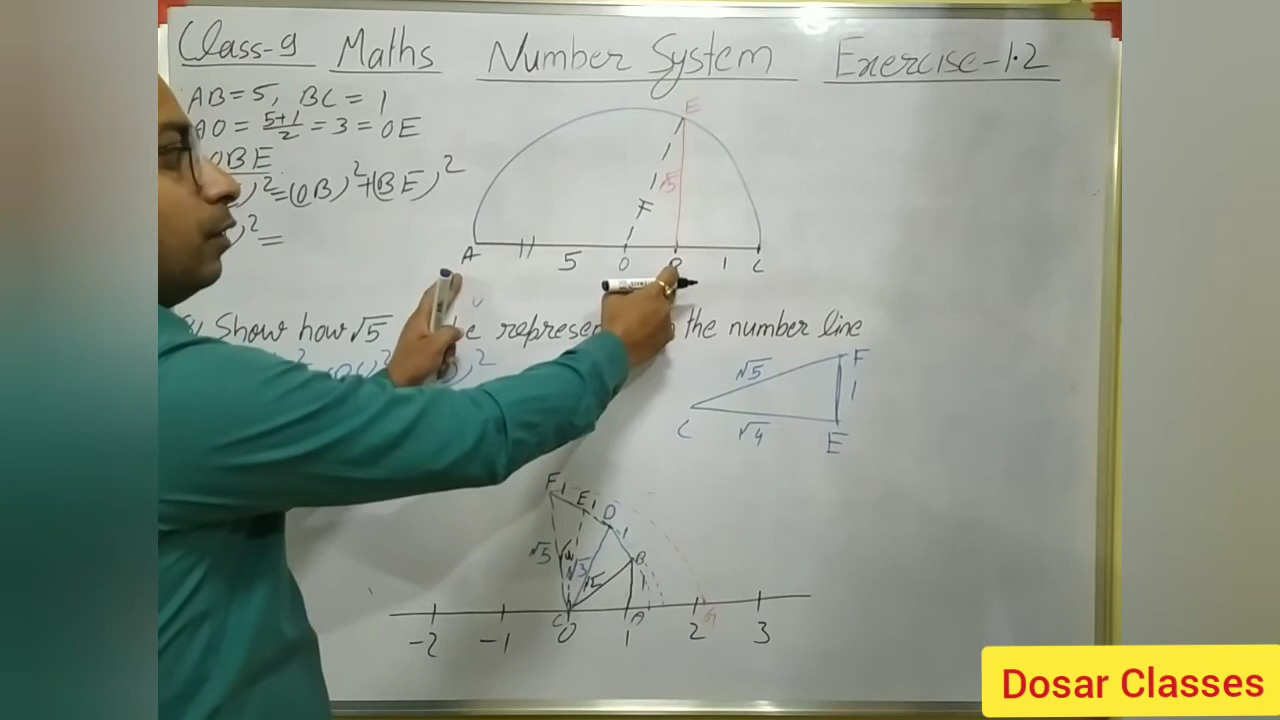 Class-9 Maths Number System Exercise-1.2
AB=5, BC=1
AO = 5+1/2 = 3 = OE
OBE
)²=(OB)²+(BE)²
)²=
E
√5
A 5 O B 1 C
Show how √5 the number line
√5 F
1
C √4 E
F 1 E 1 D
1
√5 √3 B
1
C A
-2 -1 0 1 2 3
Dosar Classes